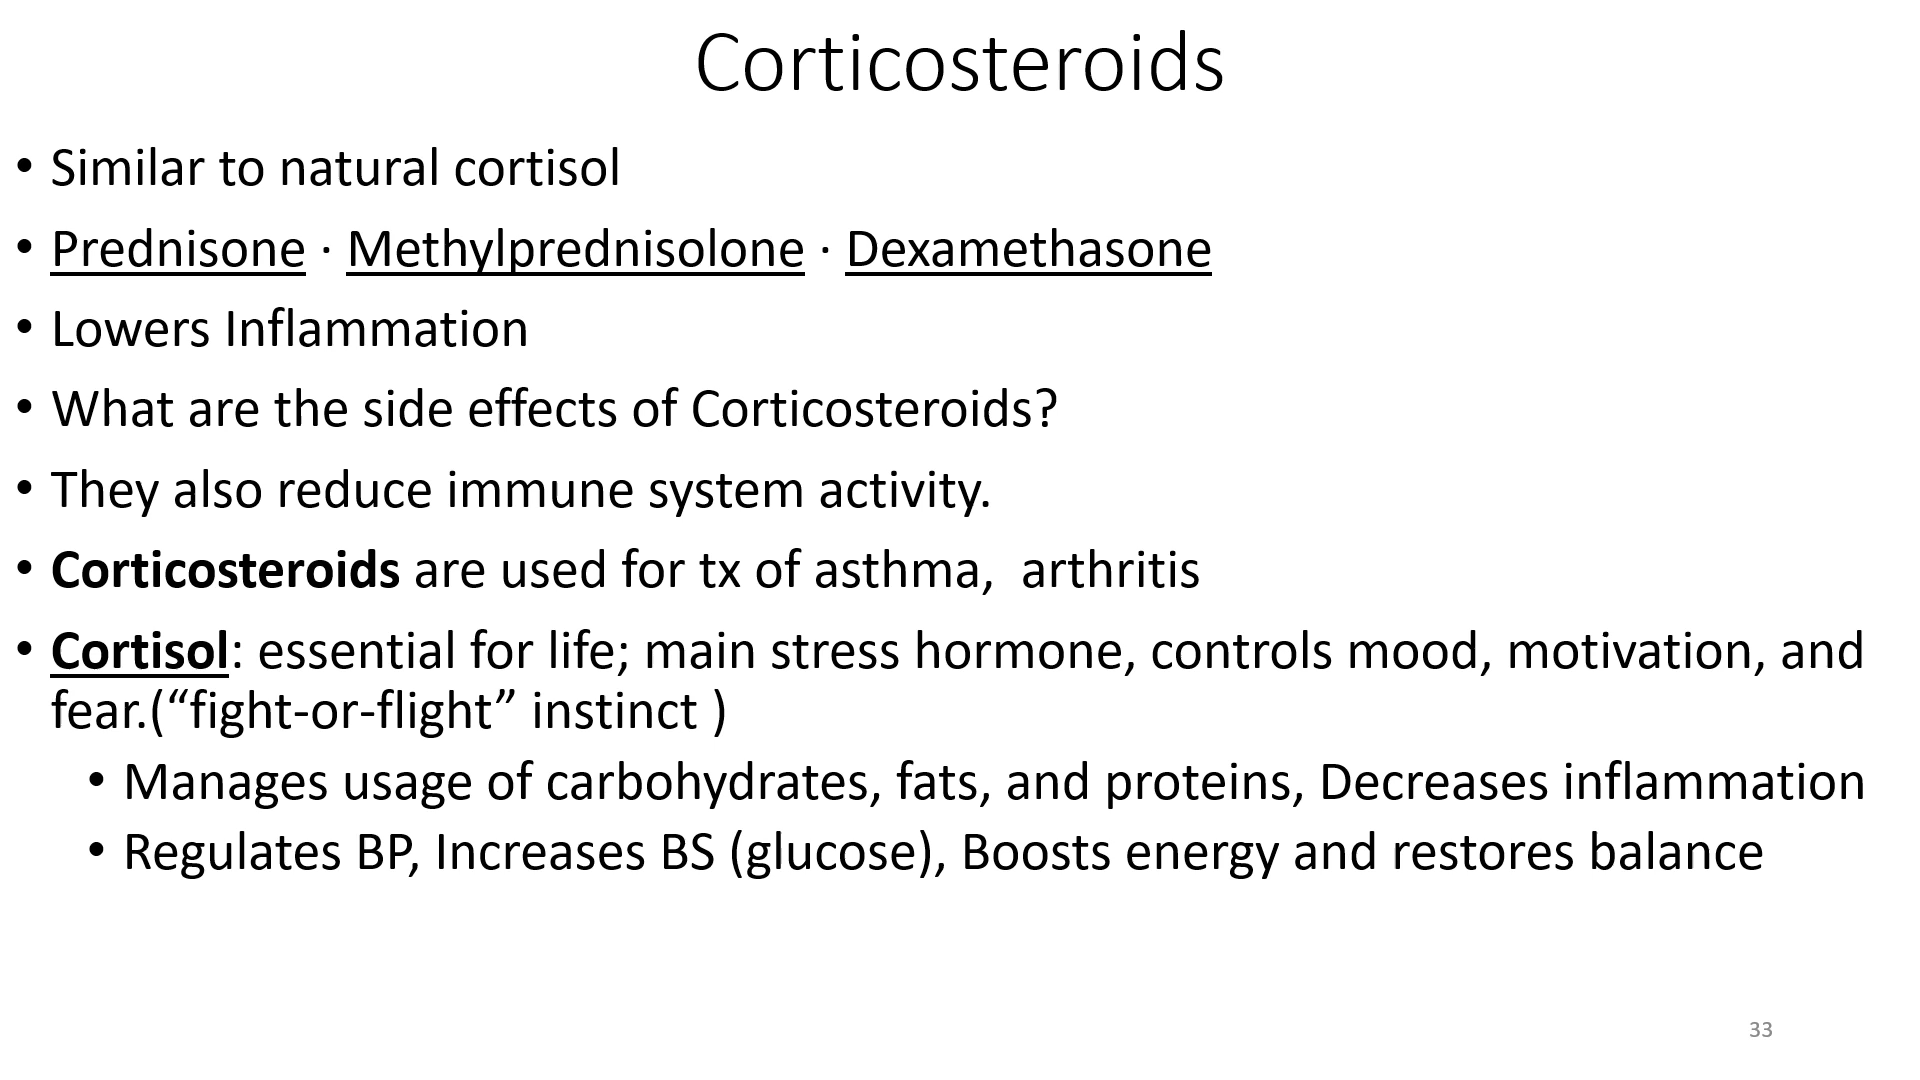 Corticosteroids
• Similar to natural cortisol
• Prednisone · Methylprednisolone · Dexamethasone
• Lowers Inflammation
• What are the side effects of Corticosteroids?
• They also reduce immune system activity.
• Corticosteroids are used for tx of asthma,  arthritis
• Cortisol: essential for life; main stress hormone, controls mood, motivation, and
fear.(“fight-or-flight” instinct )
• Manages usage of carbohydrates, fats, and proteins, Decreases inflammation
• Regulates BP, Increases BS (glucose), Boosts energy and restores balance
33